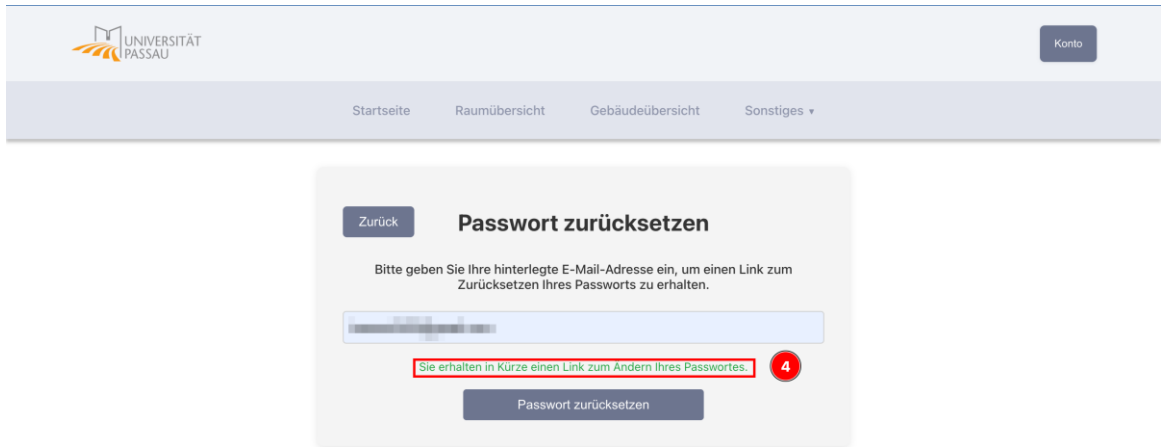 UNIVERSITÄT
PASSAU
Konto
Startseite Raumübersicht Gebäudeübersicht Sonstiges ▾
Zurück Passwort zurücksetzen
Bitte geben Sie Ihre hinterlegte E-Mail-Adresse ein, um einen Link zum
Zurücksetzen Ihres Passworts zu erhalten.
Sie erhalten in Kürze einen Link zum Ändern Ihres Passwortes. 4
Passwort zurücksetzen